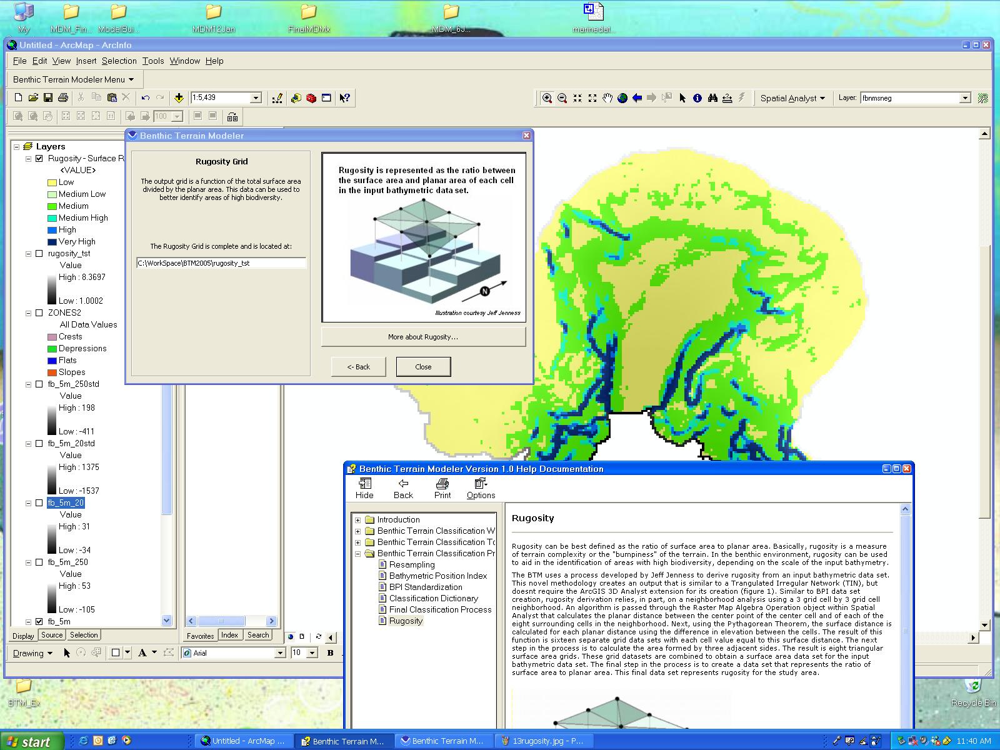 My
MDM_Fin...
ModelBui...
MDM12Jan
FinalMDMx
MDM_6J...
marinedat...
Untitled - ArcMap - ArcInfo
File Edit View Insert Selection Tools Window Help
Benthic Terrain Modeler Menu
1:5,439
Spatial Analyst
Layer: fbnmsneg
100
Layers
Rugosity - Surface R
<VALUE>
Low
Medium Low
Medium
Medium High
High
Very High
rugosity_tst
Value
High : 8.3697
Low : 1.0002
ZONES2
All Data Values
Crests
Depressions
Flats
Slopes
fb_5m_250std
Value
High : 198
Low : -411
fb_5m_20std
Value
High : 1375
Low : -1537
fb_5m_20
Value
High : 31
Low : -34
fb_5m_250
Value
High : 53
Low : -105
fb_5m
Display Source Selection
Favorites Index Search
Drawing
A
Arial
10
B
Benthic Terrain Modeler
Rugosity Grid
The output grid is a function of the total surface area
divided by the planar area. This data can be used to
better identify areas of high biodiversity.
The Rugosity Grid is complete and is located at:
C:\WorkSpace\BTM2005\rugosity_tst
Rugosity is represented as the ratio between
the surface area and planar area of each cell
in the input bathymetric data set.
N
Illustration courtesy Jeff Jenness
More about Rugosity...
<- Back
Close
Benthic Terrain Modeler Version 1.0 Help Documentation
Hide Back Print Options
Introduction
Benthic Terrain Classification W
Benthic Terrain Classification To
Benthic Terrain Classification Pr
Resampling
Bathymetric Position Index
BPI Standardization
Classification Dictionary
Final Classification Process
Rugosity
Rugosity
Rugosity can be best defined as the ratio of surface area to planar area. Basically, rugosity is a measure
of terrain complexity or the "bumpiness" of the terrain. In the benthic environment, rugosity can be used
to aid in the identification of areas with high biodiversity, depending on the scale of the input bathymetry.
The BTM uses a process developed by Jeff Jenness to derive rugosity from an input bathymetric data set.
This novel methodology creates an output that is similar to a Trangulated Irregular Network (TIN), but
doesnt require the ArcGIS 3D Analyst extension for its creation (figure 1). Similar to BPI data set
creation, rugosity derivation relies, in part, on a neighborhood analysis using a 3 grid cell by 3 grid cell
neighborhood. An algorithm is passed through the Raster Map Algebra Operation object within Spatial
Analyst that calculates the planar distance between the center point of the center cell and of each of the
eight surrounding cells in the neighborhood. Next, using the Pythagorean Theorem, the surface distance is
calculated for each planar distance using the difference in elevation between the cells. The result of this
function is sixteen separate grid data sets with each cell value equal to this surface distance. The next
step in the process is to calculate the area formed by three adjacent sides. The result is eight triangular
surface area grids. These grid datasets are combined to obtain a surface area data set for the input
bathymetric data set. The final step in the process is to create a data set that represents the ratio of
surface area to planar area. This final data set represents rugosity for the study area.
BTM_Ex
Recycle Bin
start
Untitled - ArcMap ...
Benthic Terrain M...
Benthic Terrain M...
13rugosity.jpg - P...
11:40 AM